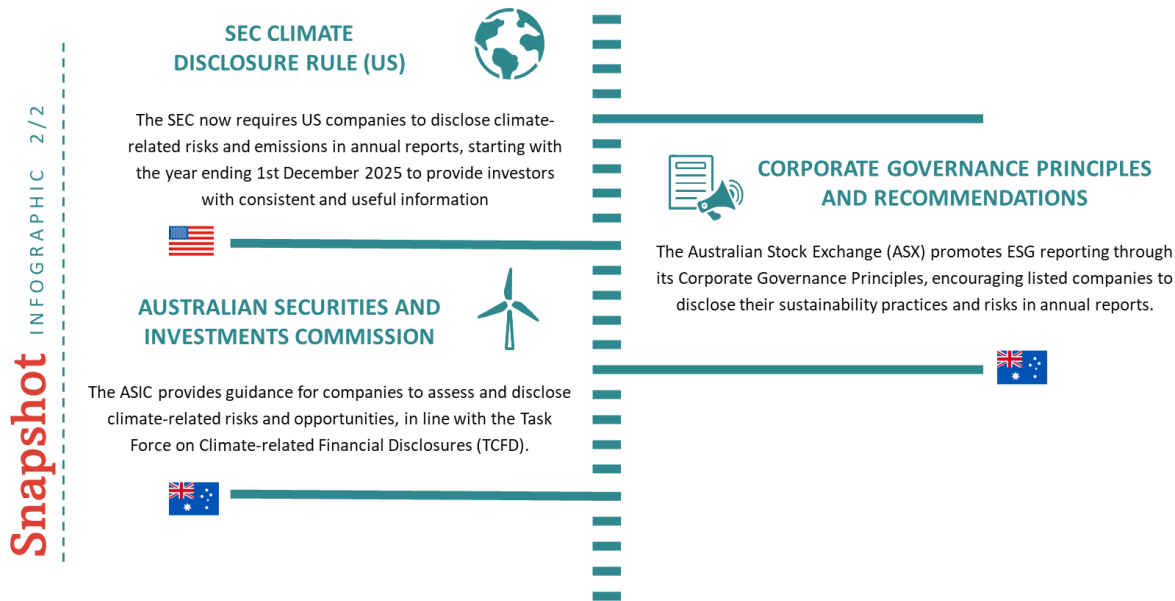 Snapshot INFOGRAPHIC 2/2
SEC CLIMATE
DISCLOSURE RULE (US)
The SEC now requires US companies to disclose climate-
related risks and emissions in annual reports, starting with
the year ending 1st December 2025 to provide investors
with consistent and useful information
CORPORATE GOVERNANCE PRINCIPLES
AND RECOMMENDATIONS
The Australian Stock Exchange (ASX) promotes ESG reporting through
its Corporate Governance Principles, encouraging listed companies to
disclose their sustainability practices and risks in annual reports.
AUSTRALIAN SECURITIES AND
INVESTMENTS COMMISSION
The ASIC provides guidance for companies to assess and disclose
climate-related risks and opportunities, in line with the Task
Force on Climate-related Financial Disclosures (TCFD).